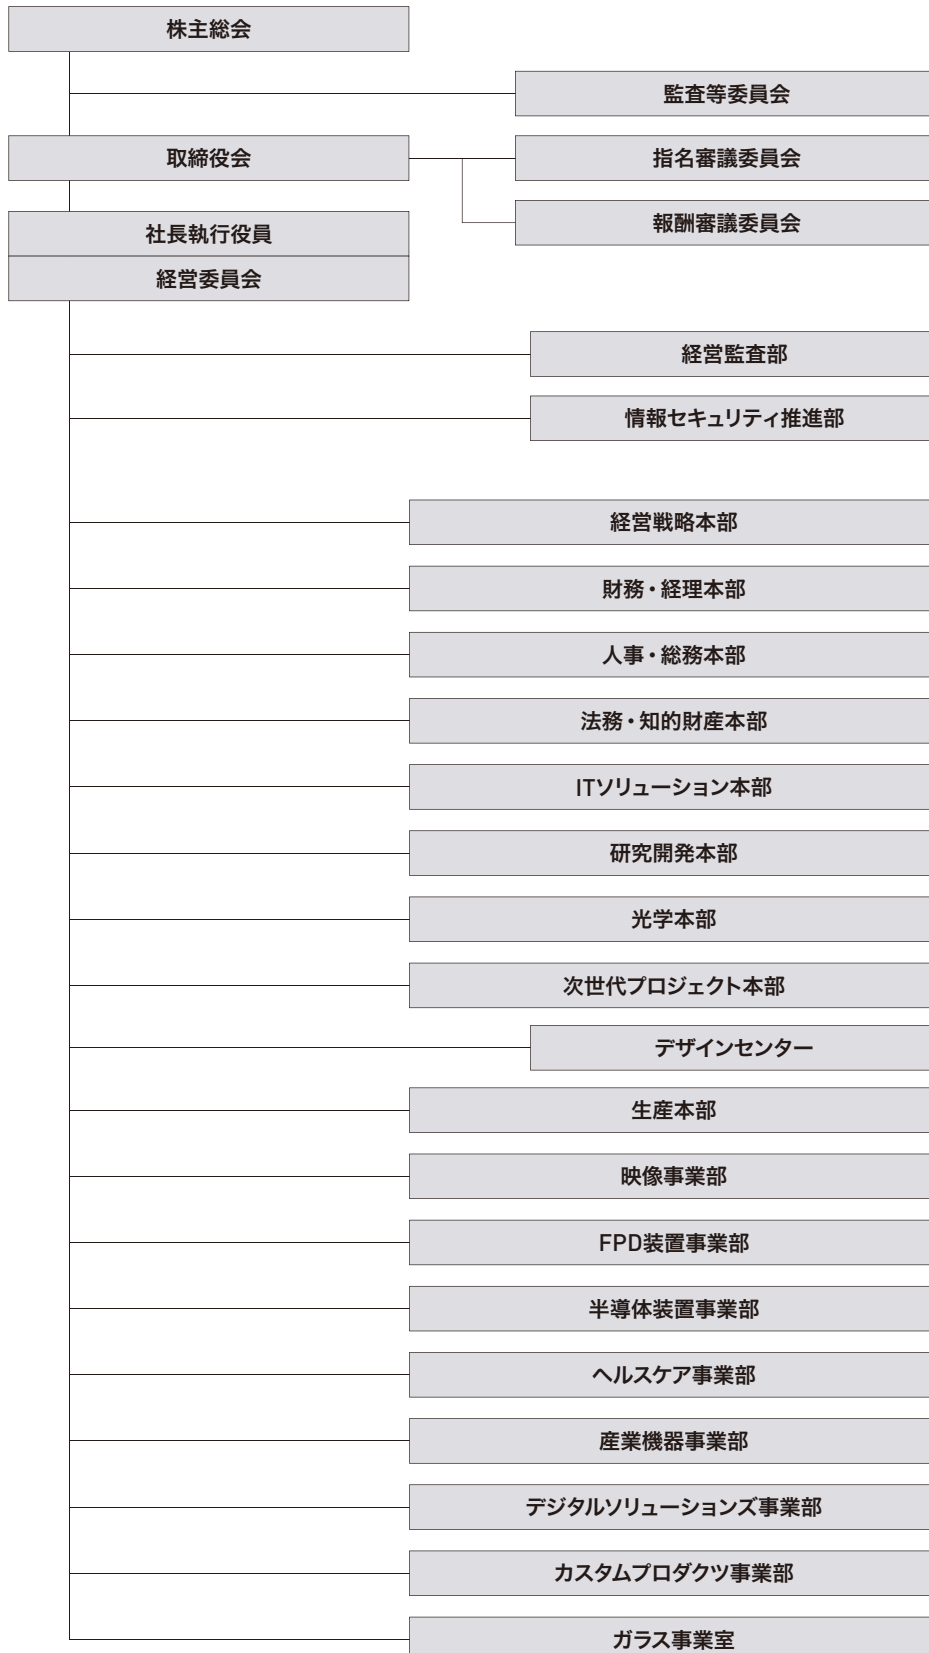 株主総会
監査等委員会
取締役会
指名審議委員会
報酬審議委員会
社長執行役員
経営委員会
経営監査部
情報セキュリティ推進部
経営戦略本部
財務・経理本部
人事・総務本部
法務・知的財産本部
ITソリューション本部
研究開発本部
光学本部
次世代プロジェクト本部
デザインセンター
生産本部
映像事業部
FPD装置事業部
半導体装置事業部
ヘルスケア事業部
産業機器事業部
デジタルソリューションズ事業部
カスタムプロダクツ事業部
ガラス事業室